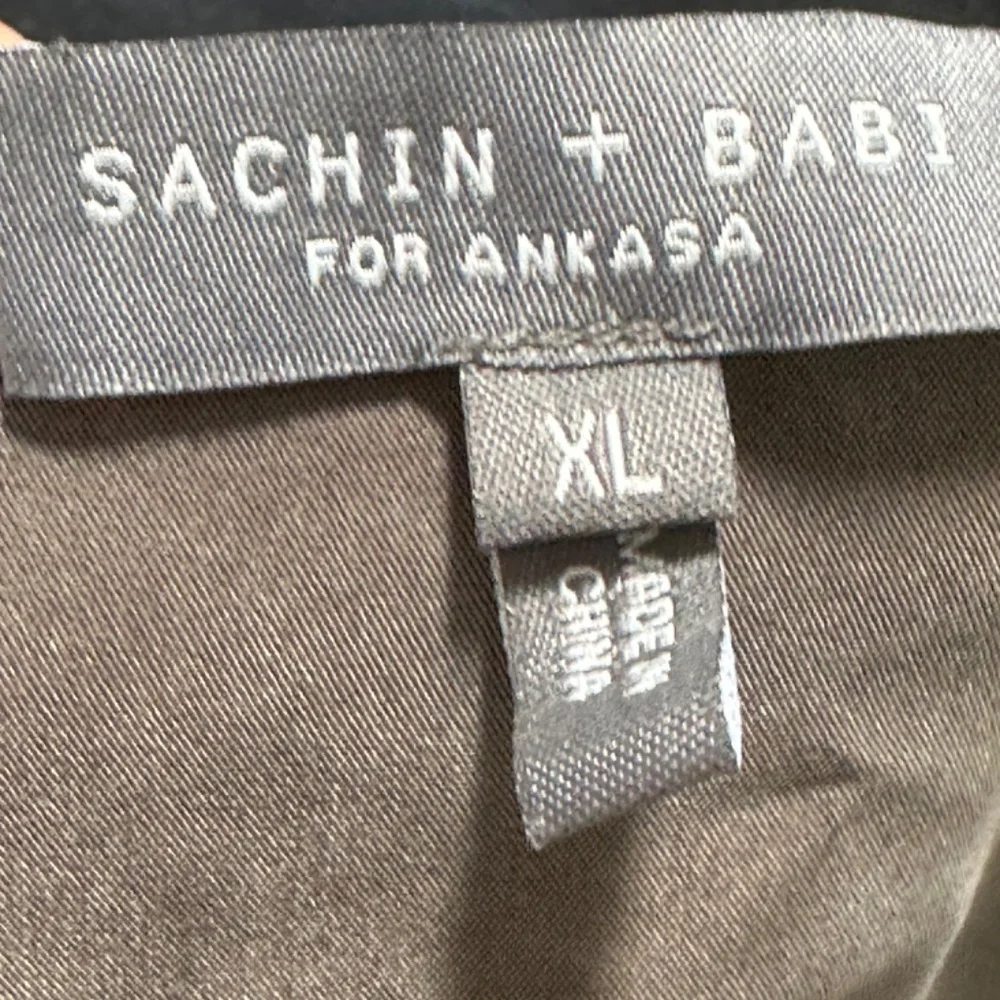 SACHIN + BABI
FOR ANKASA
XL
MADE IN
CHINA